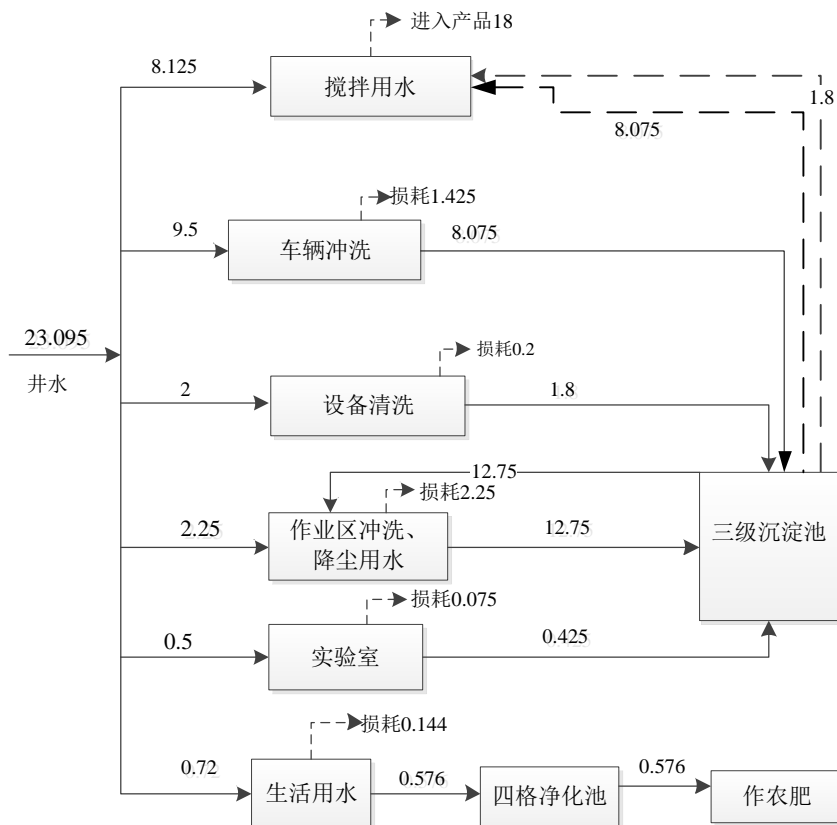 进入产品18
8.125
搅拌用水
1.8
8.075
损耗1.425
9.5
车辆冲洗
8.075
23.095
井水
损耗0.2
2
设备清洗
1.8
12.75
损耗2.25
2.25
作业区冲洗、
降尘用水
12.75
三级沉淀池
损耗0.075
0.5
实验室
0.425
损耗0.144
0.72
生活用水
0.576
四格净化池
0.576
作农肥